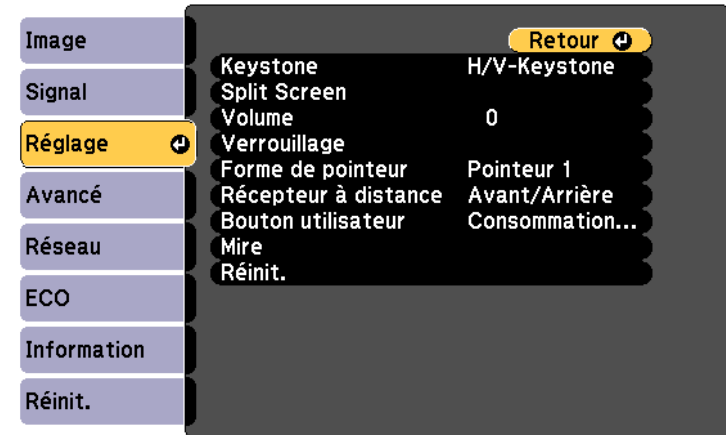 Image
Signal
Réglage
Avancé
Réseau
ECO
Information
Réinit.
Retour
Keystone H/V-Keystone
Split Screen
Volume 0
Verrouillage
Forme de pointeur Pointeur 1
Récepteur à distance Avant/Arrière
Bouton utilisateur Consommation...
Mire
Réinit.